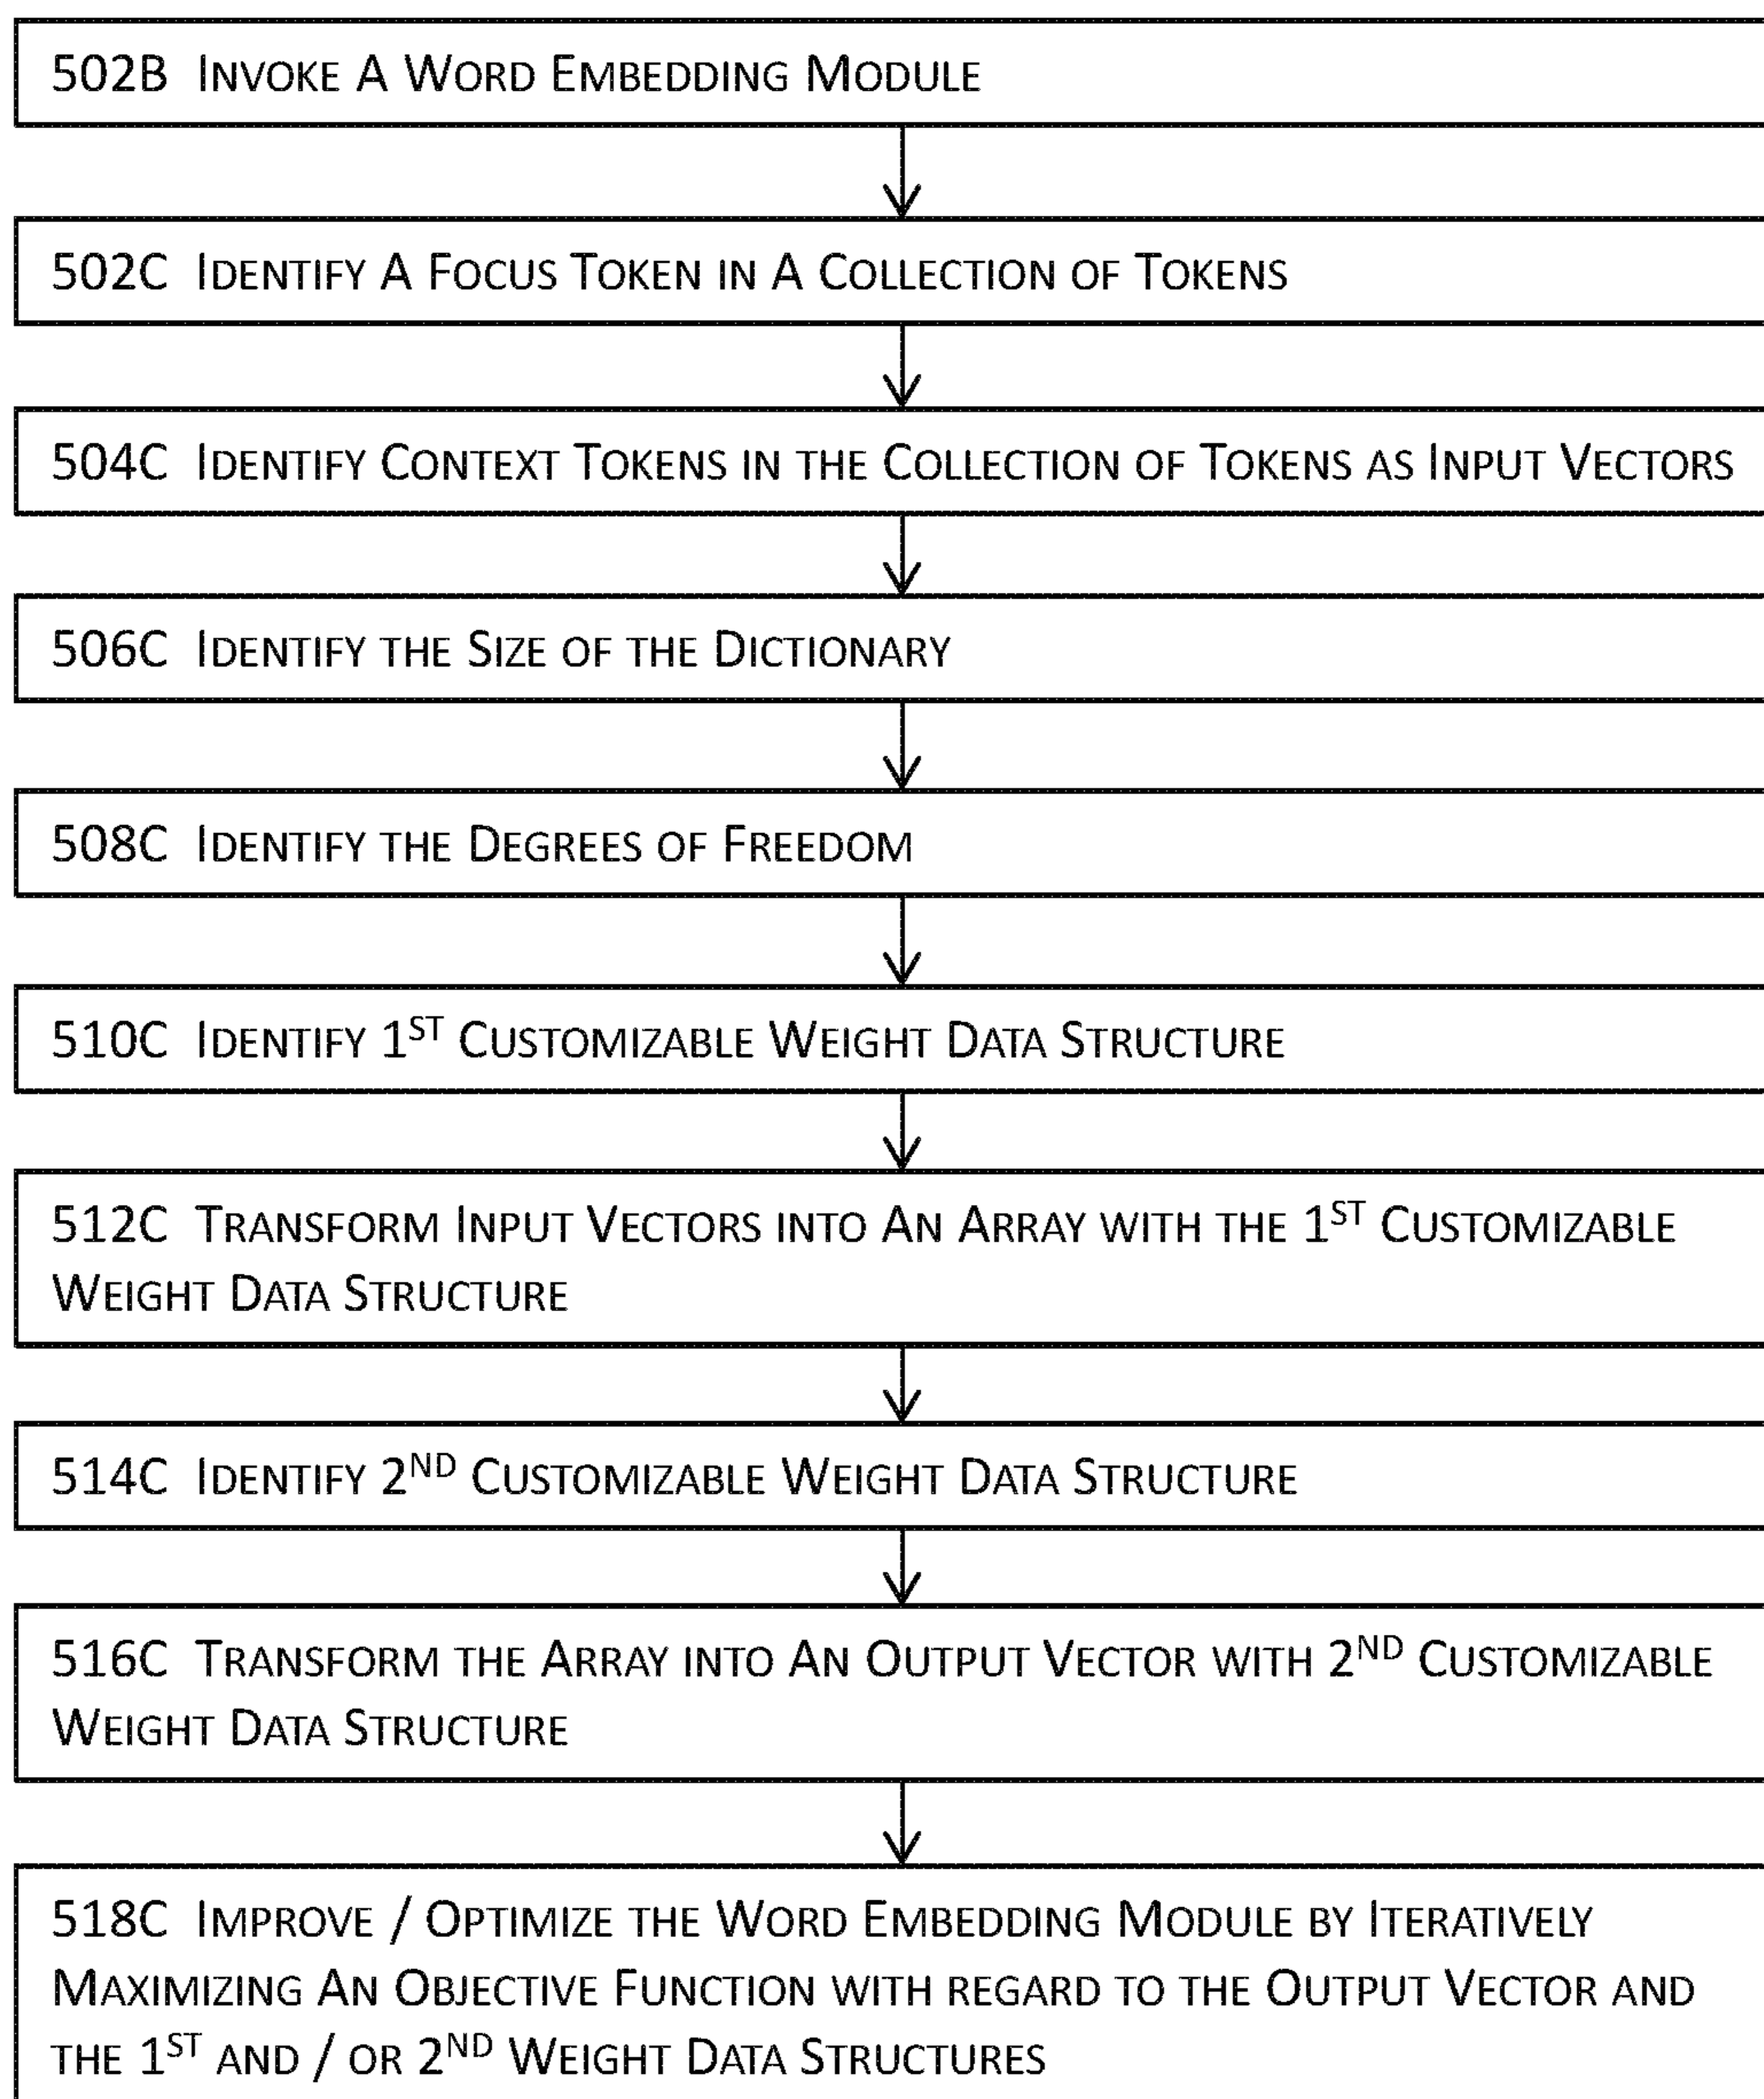 502B INVOKE A WORD EMBEDDING MODULE
502C IDENTIFY A FOCUS TOKEN IN A COLLECTION OF TOKENS
504C IDENTIFY CONTEXT TOKENS IN THE COLLECTION OF TOKENS AS INPUT VECTORS
506C IDENTIFY THE SIZE OF THE DICTIONARY
508C IDENTIFY THE DEGREES OF FREEDOM
510C IDENTIFY 1ST CUSTOMIZABLE WEIGHT DATA STRUCTURE
512C TRANSFORM INPUT VECTORS INTO AN ARRAY WITH THE 1ST CUSTOMIZABLE
WEIGHT DATA STRUCTURE
514C IDENTIFY 2ND CUSTOMIZABLE WEIGHT DATA STRUCTURE
516C TRANSFORM THE ARRAY INTO AN OUTPUT VECTOR WITH 2ND CUSTOMIZABLE
WEIGHT DATA STRUCTURE
518C IMPROVE / OPTIMIZE THE WORD EMBEDDING MODULE BY ITERATIVELY
MAXIMIZING AN OBJECTIVE FUNCTION WITH REGARD TO THE OUTPUT VECTOR AND
THE 1ST AND / OR 2ND WEIGHT DATA STRUCTURES